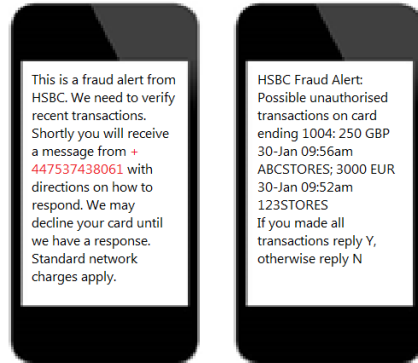 This is a fraud alert from
HSBC. We need to verify
recent transactions.
Shortly you will receive
a message from +
447537438061 with
directions on how to
respond. We may
decline your card until
we have a response.
Standard network
charges apply.
HSBC Fraud Alert:
Possible unauthorised
transactions on card
ending 1004: 250 GBP
30-Jan 09:56am
ABCSTORES; 3000 EUR
30-Jan 09:52am
123STORES
If you made all
transactions reply Y,
otherwise reply N